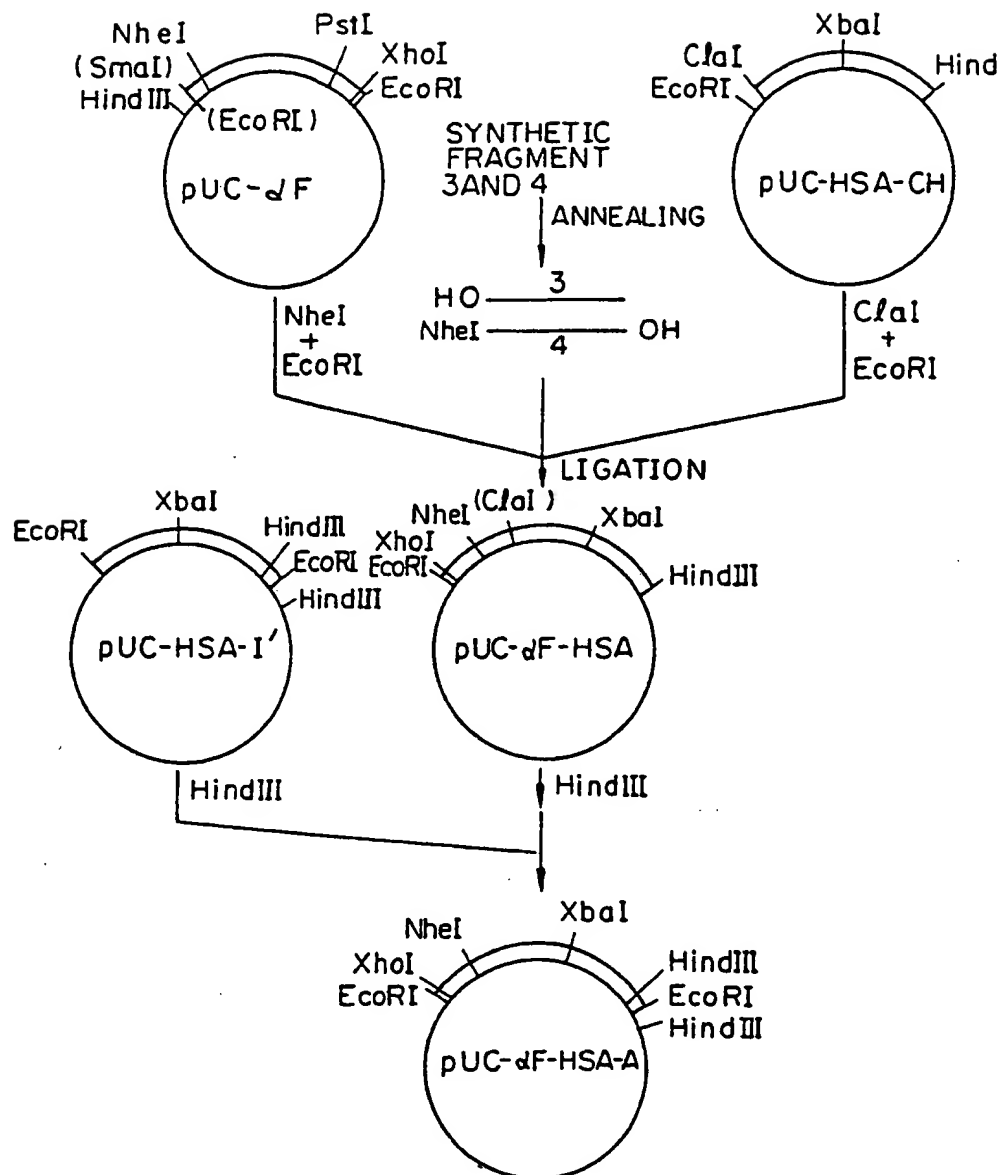 NheI
PstI
(SmaI)
XhoI
HindIII
EcoRI
(EcoRI)
pUC-αF
SYNTHETIC
FRAGMENT
3 AND 4
ANNEALING
XbaI
ClaI
Hind
EcoRI
pUC-HSA-CH
HO
3
NheI
4
OH
NheI
+
EcoRI
ClaI
+
EcoRI
LIGATION
XbaI
EcoRI
HindIII
EcoRI
HindIII
pUC-HSA-I'
(ClaI)
NheI
XbaI
XhoI
EcoRI
HindIII
pUC-αF-HSA
HindIII
HindIII
XbaI
NheI
XhoI
HindIII
EcoRI
EcoRI
HindIII
pUC-αF-HSA-A